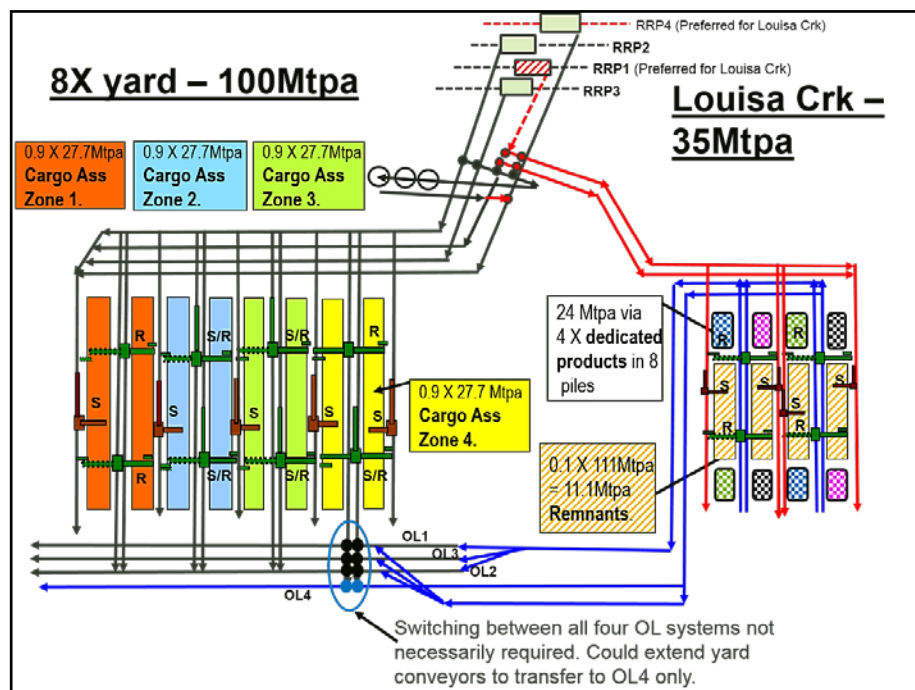 RRP4 (Preferred for Louisa Crk)
RRP2
RRP1 (Preferred for Louisa Crk)
RRP3
8X yard – 100Mtpa
Louisa Crk –
35Mtpa
0.9 X 27.7Mtpa
Cargo Ass
Zone 1.
0.9 X 27.7Mtpa
Cargo Ass
Zone 2.
0.9 X 27.7Mtpa
Cargo Ass
Zone 3.
24 Mtpa via
4 X dedicated
products in 8
piles
0.9 X 27.7 Mtpa
Cargo Ass
Zone 4.
0.1 X 111Mtpa
= 11.1Mtpa
Remnants.
R
S/R
S/R
R
S
S
S
S
S
R
S/R
S/R
S/R
R
R
S
S
S
S
R
R
OL1
OL3
OL2
OL4
Switching between all four OL systems not
necessarily required. Could extend yard
conveyors to transfer to OL4 only.